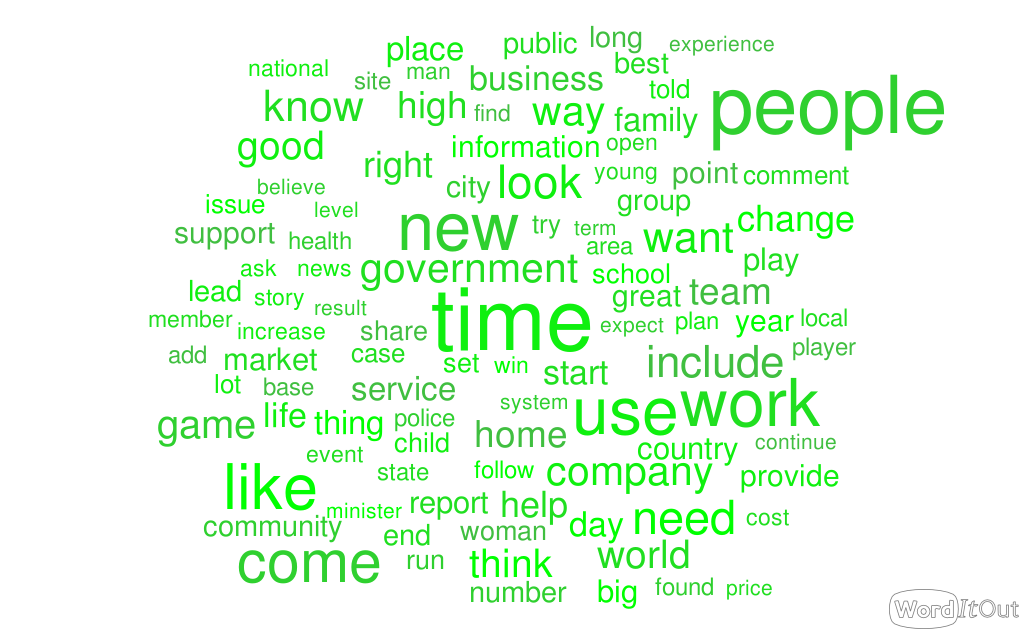 place public long experience
national site man business best
know high find way told people
good right information open family
believe city look young point comment
issue level group
support health new try term area want change
ask news government school play
lead story result time great team
member increase share expect plan year local
add market case set win start include player
lot base service system use work
game life thing police home country continue
event child
like state follow company provide
minister report help day need cost
community end woman
come run think world
number big found price
WordItOut